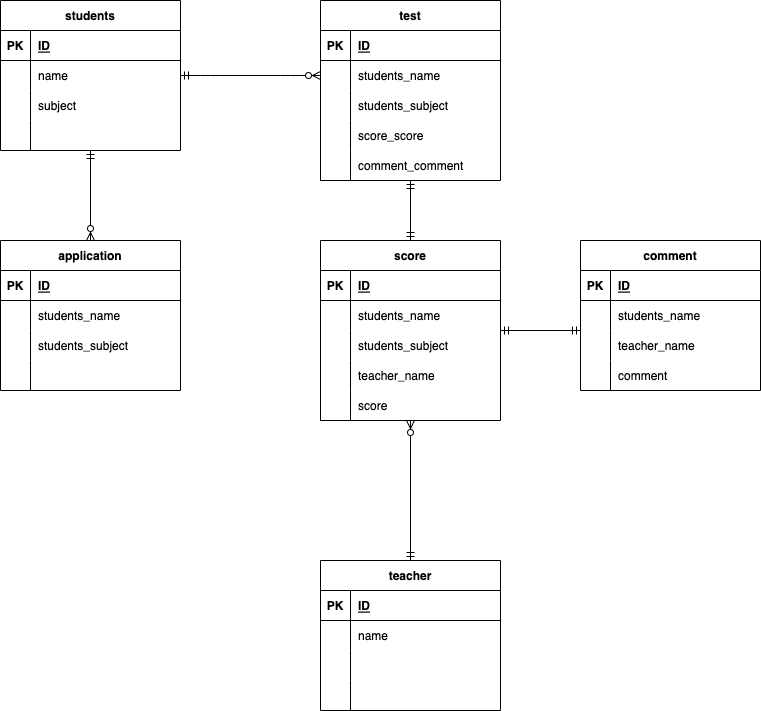 students
PK ID
name
subject
test
PK ID
students_name
students_subject
score_score
comment_comment
application
PK ID
students_name
students_subject
score
PK ID
students_name
students_subject
teacher_name
score
comment
PK ID
students_name
teacher_name
comment
teacher
PK ID
name